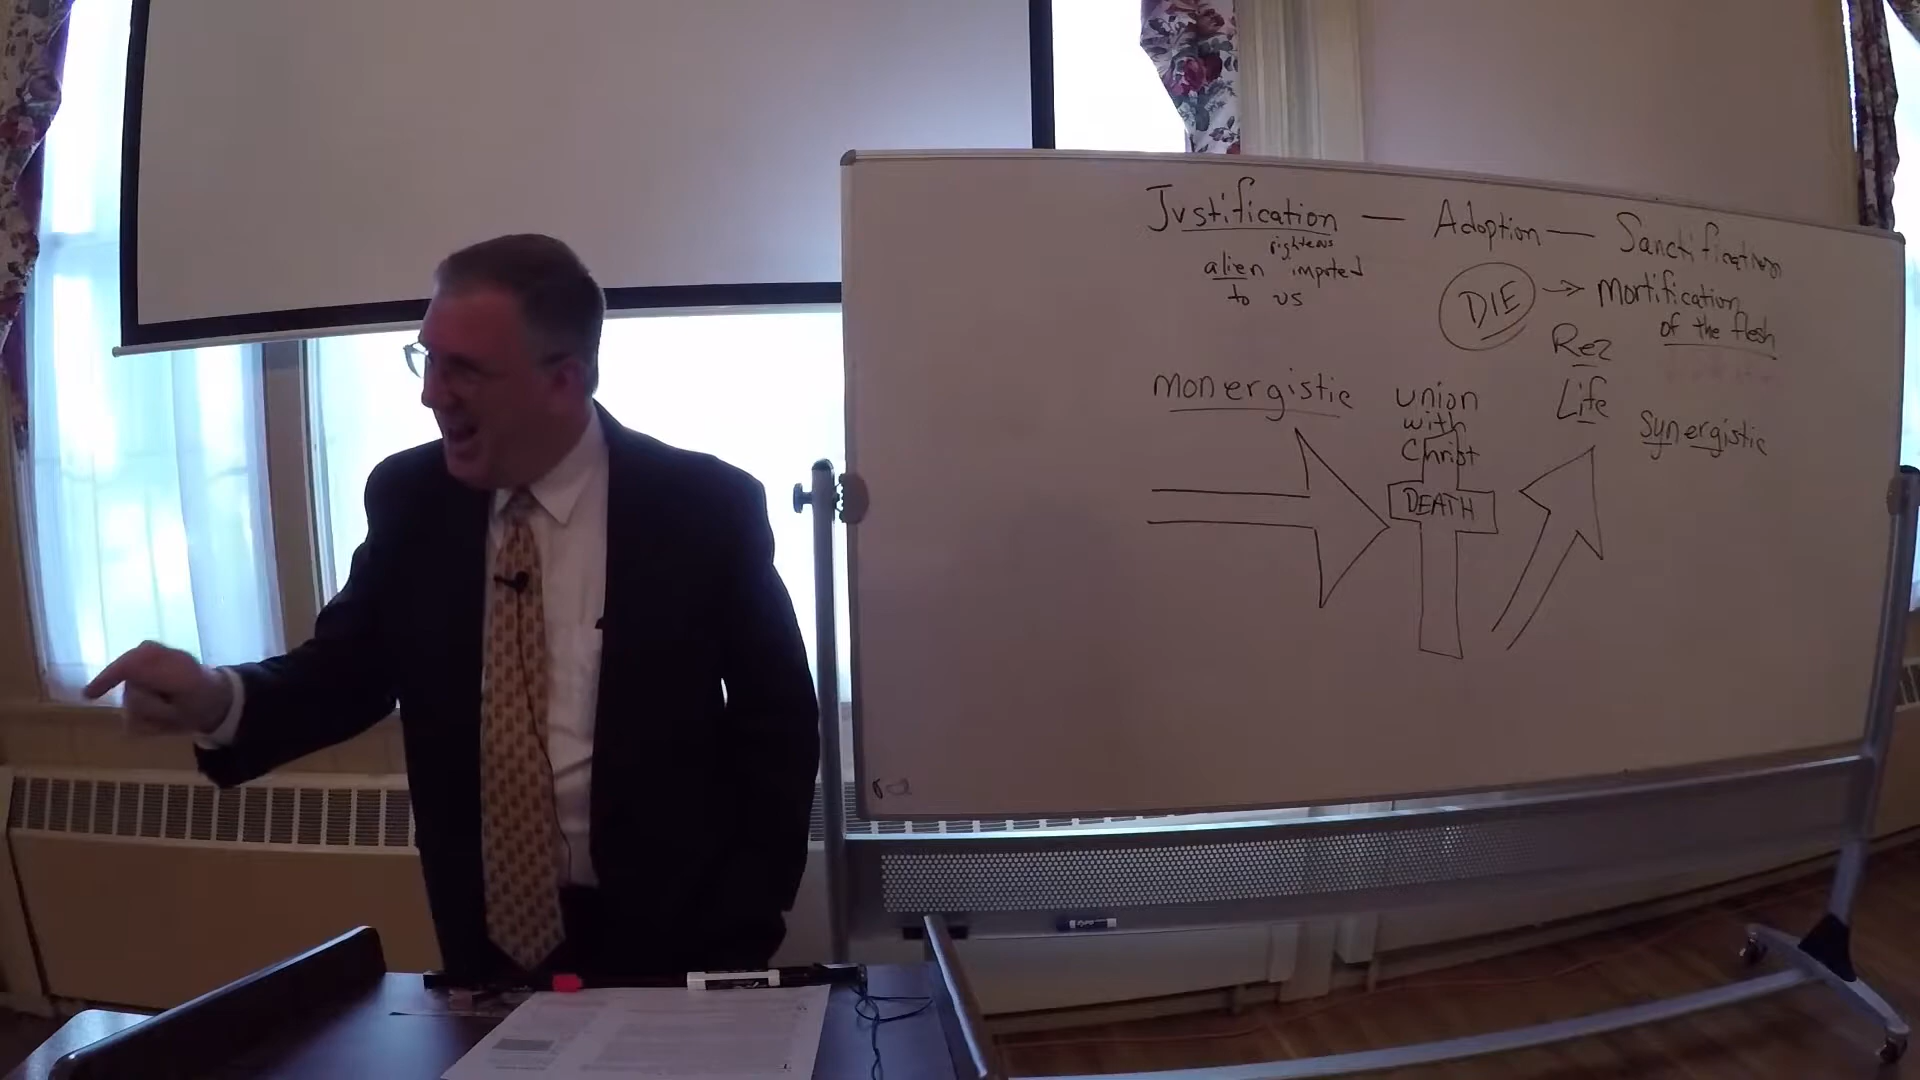 Justification — Adoption — Sanctification
righteous
alien imputed
to us
DIE → Mortification
of the flesh
Rez
Life
monergistic
union
with
Christ
synergistic
DEATH